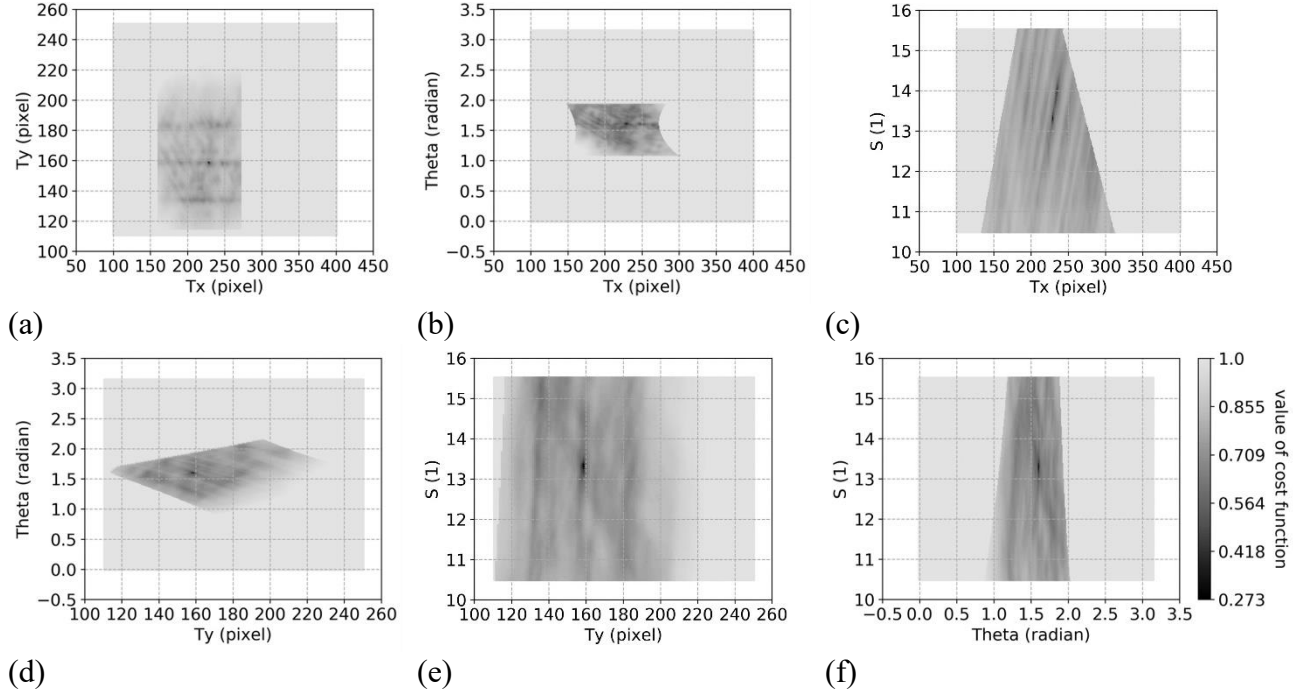 260
240
220
200
180
160
140
120
100
Ty (pixel)
50 100 150 200 250 300 350 400 450
Tx (pixel)
(a)
3.5
3.0
2.5
2.0
1.5
1.0
0.5
0.0
−0.5
Theta (radian)
50 100 150 200 250 300 350 400 450
Tx (pixel)
(b)
16
15
14
13
12
11
10
S (1)
50 100 150 200 250 300 350 400 450
Tx (pixel)
(c)
3.5
3.0
2.5
2.0
1.5
1.0
0.5
0.0
−0.5
Theta (radian)
100 120 140 160 180 200 220 240 260
Ty (pixel)
(d)
16
15
14
13
12
11
10
S (1)
100 120 140 160 180 200 220 240 260
Ty (pixel)
(e)
16
15
14
13
12
11
10
S (1)
−0.5 0.0 0.5 1.0 1.5 2.0 2.5 3.0 3.5
Theta (radian)
(f)
1.0
0.855
0.709
0.564
0.418
0.273
value of cost function